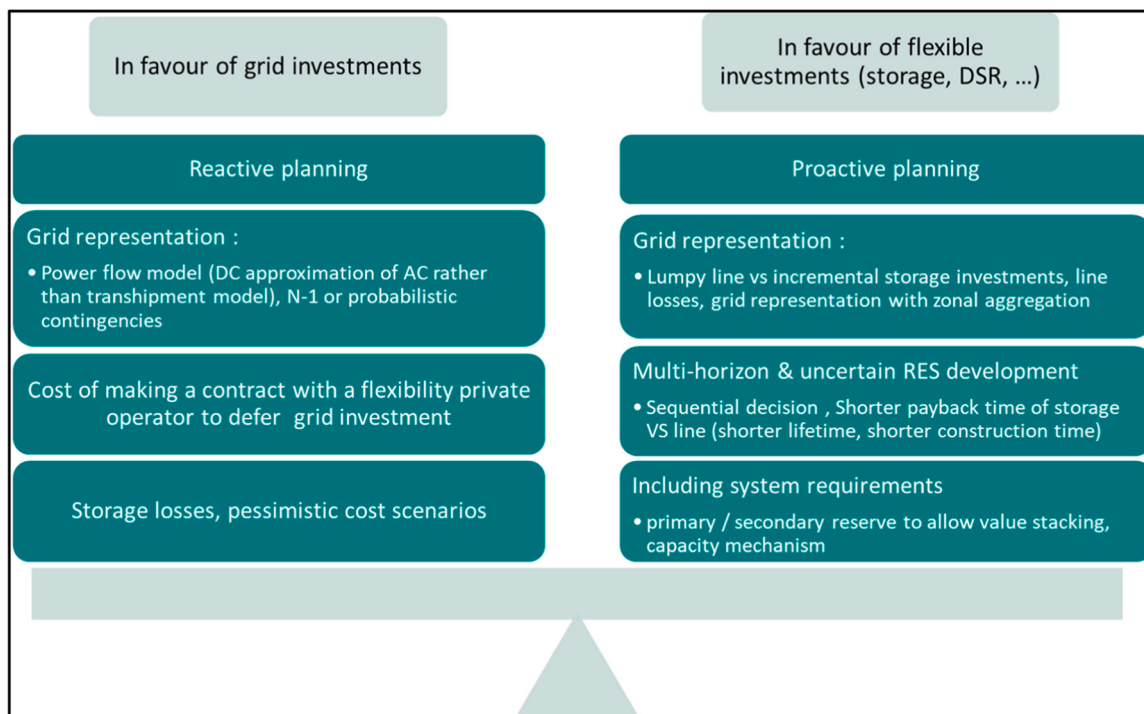 In favour of grid investments
In favour of flexible
investments (storage, DSR, ...)
Reactive planning
Grid representation :
• Power flow model (DC approximation of AC rather
than transhipment model), N-1 or probabilistic
contingencies
Cost of making a contract with a flexibility private
operator to defer grid investment
Storage losses, pessimistic cost scenarios
Proactive planning
Grid representation :
• Lumpy line vs incremental storage investments, line
losses, grid representation with zonal aggregation
Multi-horizon & uncertain RES development
• Sequential decision , Shorter payback time of storage
VS line (shorter lifetime, shorter construction time)
Including system requirements
• primary / secondary reserve to allow value stacking,
capacity mechanism